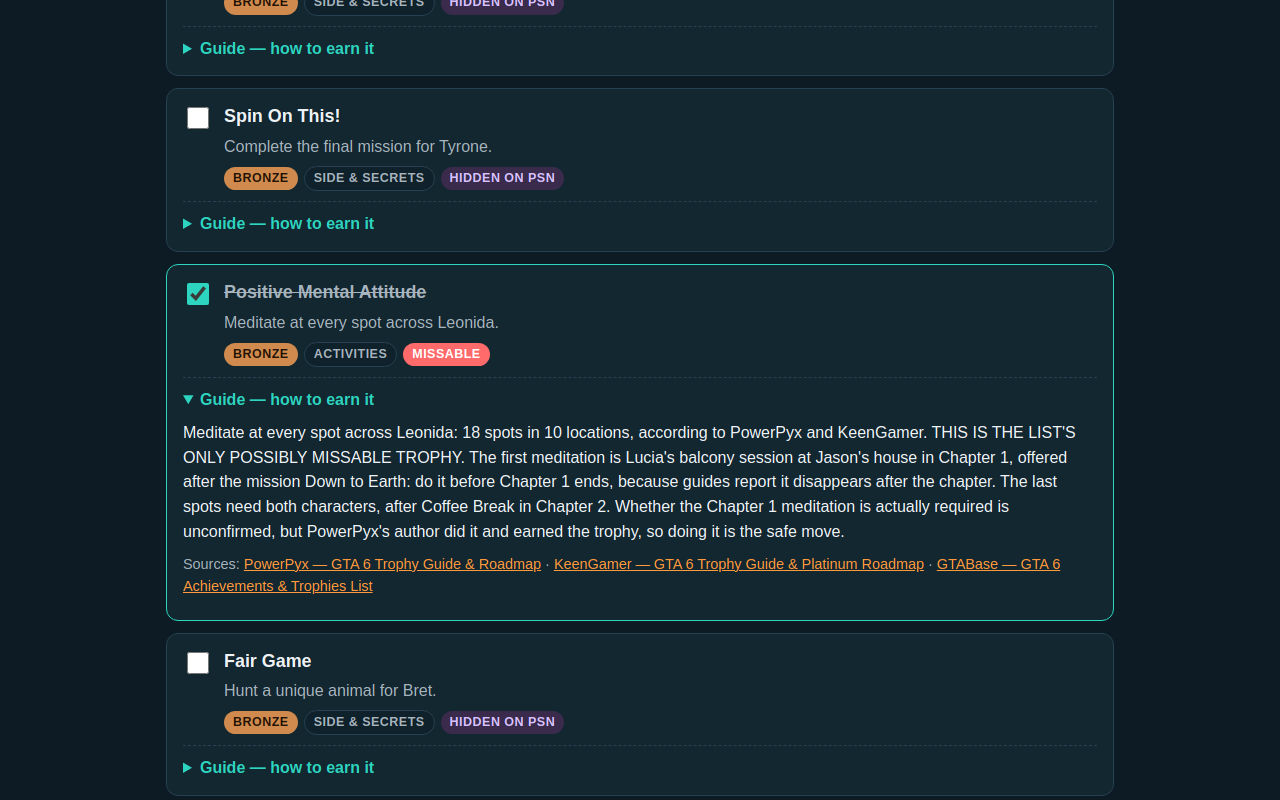 BRONZE SIDE & SECRETS HIDDEN ON PSN
Guide — how to earn it
Spin On This!
Complete the final mission for Tyrone.
BRONZE SIDE & SECRETS HIDDEN ON PSN
Guide — how to earn it
Positive Mental Attitude
Meditate at every spot across Leonida.
BRONZE ACTIVITIES MISSABLE
Guide — how to earn it
Meditate at every spot across Leonida: 18 spots in 10 locations, according to PowerPyx and KeenGamer. THIS IS THE LIST'S
ONLY POSSIBLY MISSABLE TROPHY. The first meditation is Lucia's balcony session at Jason's house in Chapter 1, offered
after the mission Down to Earth: do it before Chapter 1 ends, because guides report it disappears after the chapter. The last
spots need both characters, after Coffee Break in Chapter 2. Whether the Chapter 1 meditation is actually required is
unconfirmed, but PowerPyx's author did it and earned the trophy, so doing it is the safe move.
Sources: PowerPyx — GTA 6 Trophy Guide & Roadmap · KeenGamer — GTA 6 Trophy Guide & Platinum Roadmap · GTABase — GTA 6
Achievements & Trophies List
Fair Game
Hunt a unique animal for Bret.
BRONZE SIDE & SECRETS HIDDEN ON PSN
Guide — how to earn it